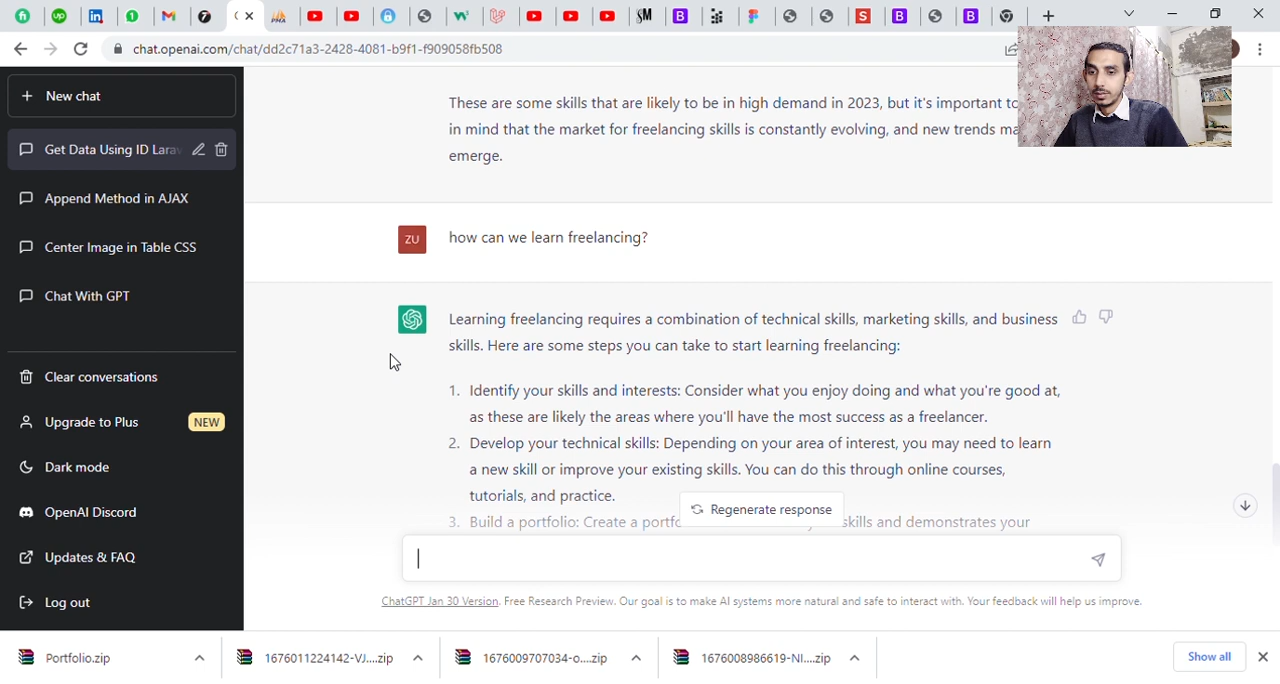 chat.openai.com/chat/dd2c71a3-2428-4081-b9f1-f909058fb508
New chat
Get Data Using ID Lara
Append Method in AJAX
Center Image in Table CSS
Chat With GPT
Clear conversations
Upgrade to Plus NEW
Dark mode
OpenAI Discord
Updates & FAQ
Log out
These are some skills that are likely to be in high demand in 2023, but it's important to
in mind that the market for freelancing skills is constantly evolving, and new trends ma
emerge.
ZU how can we learn freelancing?
Learning freelancing requires a combination of technical skills, marketing skills, and business
skills. Here are some steps you can take to start learning freelancing:
1. Identify your skills and interests: Consider what you enjoy doing and what you're good at,
as these are likely the areas where you'll have the most success as a freelancer.
2. Develop your technical skills: Depending on your area of interest, you may need to learn
a new skill or improve your existing skills. You can do this through online courses,
tutorials, and practice.
3. Build a portfolio: Create a portfo skills and demonstrates your
Regenerate response
ChatGPT Jan 30 Version. Free Research Preview. Our goal is to make AI systems more natural and safe to interact with. Your feedback will help us improve.
Portfolio.zip
1676011224142-VJ....zip
1676009707034-o....zip
1676008986619-NI....zip
Show all